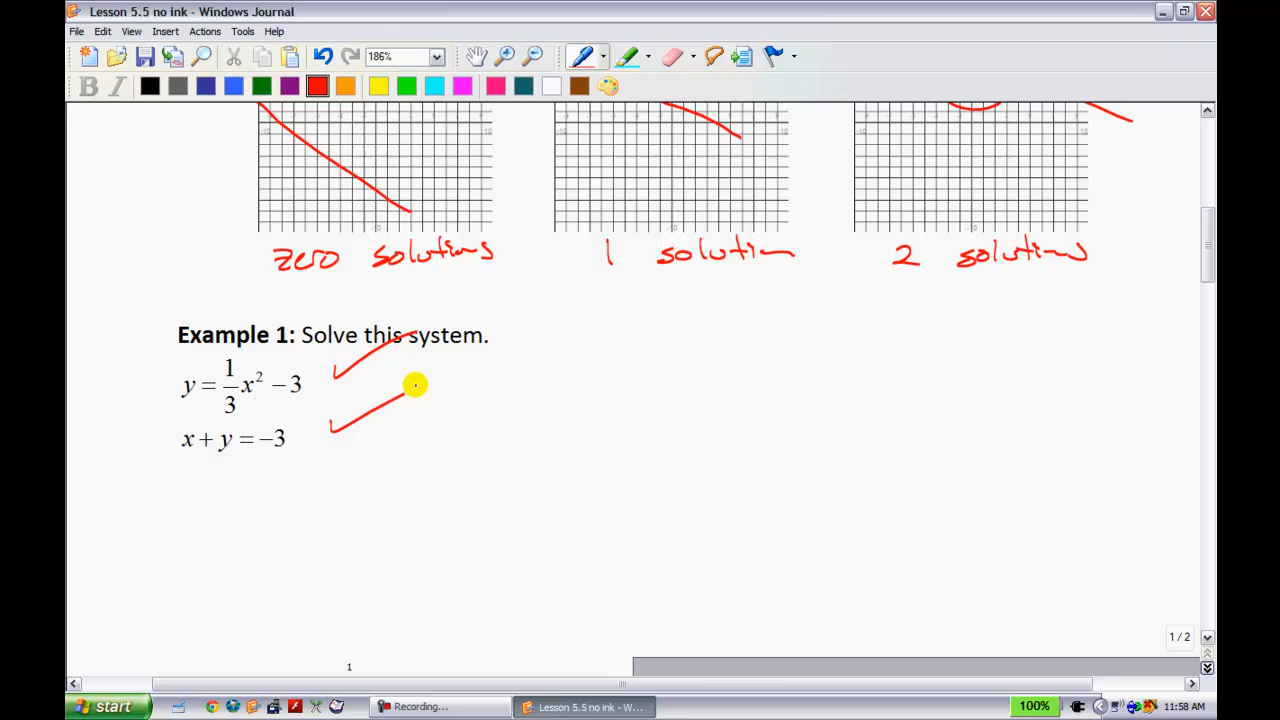 Lesson 5.5 no ink - Windows Journal
File Edit View Insert Actions Tools Help
186%
B I
zero solutions 1 solution 2 solutions
Example 1: Solve this system.
y = 1/3 x² − 3
x + y = −3
1 / 2
1
start Recording... Lesson 5.5 no ink - W... 100% 11:58 AM